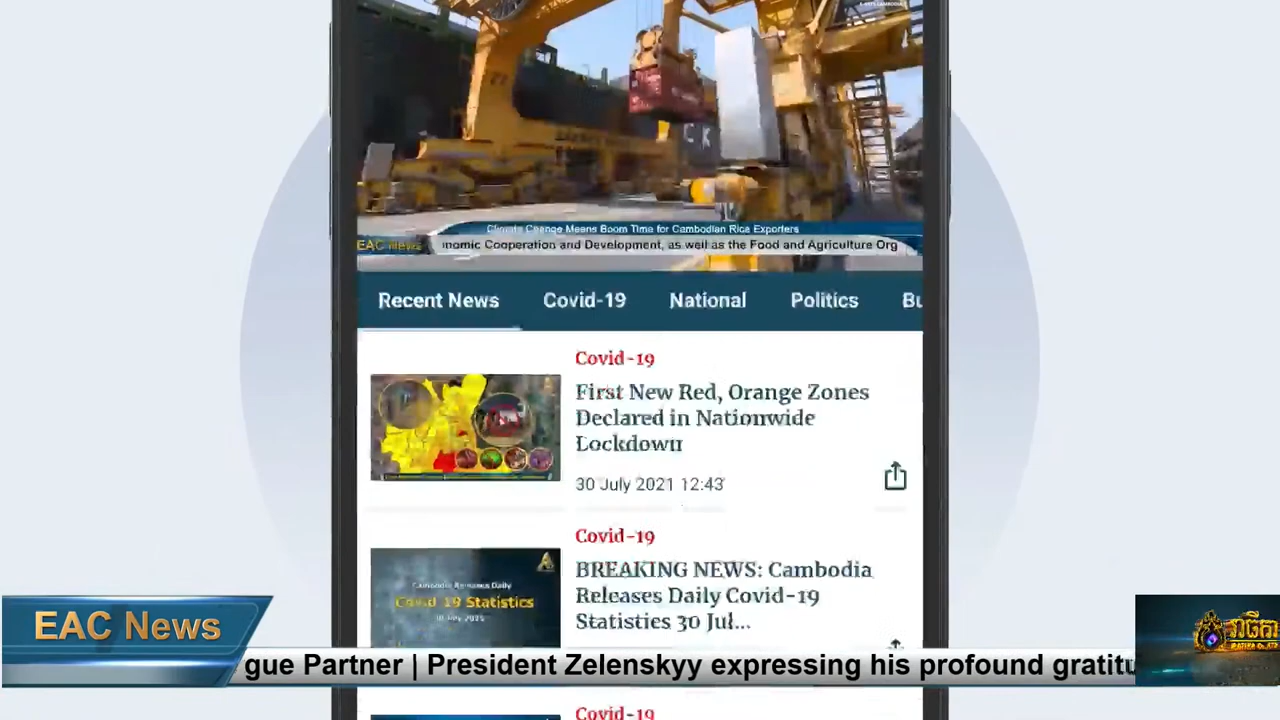 Climate Change Means Boom Time for Cambodian Rice Exporters
EAC News
nomic Cooperation and Development, as well as the Food and Agriculture Org
Recent News
Covid-19
National
Politics
Bu
Covid-19
First New Red, Orange Zones
Declared in Nationwide
Lockdown
30 July 2021 12:43
Covid-19
BREAKING NEWS: Cambodia
Releases Daily Covid-19
Statistics 30 Jul...
Covid-19 Statistics
EAC News
gue Partner | President Zelenskyy expressing his profound gratitu
រាធីកា
Covid-19